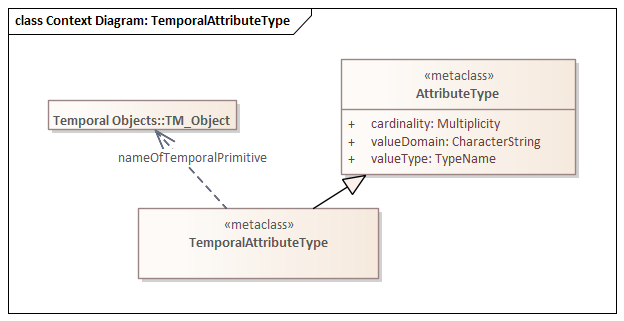 class Context Diagram: TemporalAttributeType
«metaclass»
AttributeType
+ cardinality: Multiplicity
+ valueDomain: CharacterString
+ valueType: TypeName
Temporal Objects::TM_Object
nameOfTemporalPrimitive
«metaclass»
TemporalAttributeType